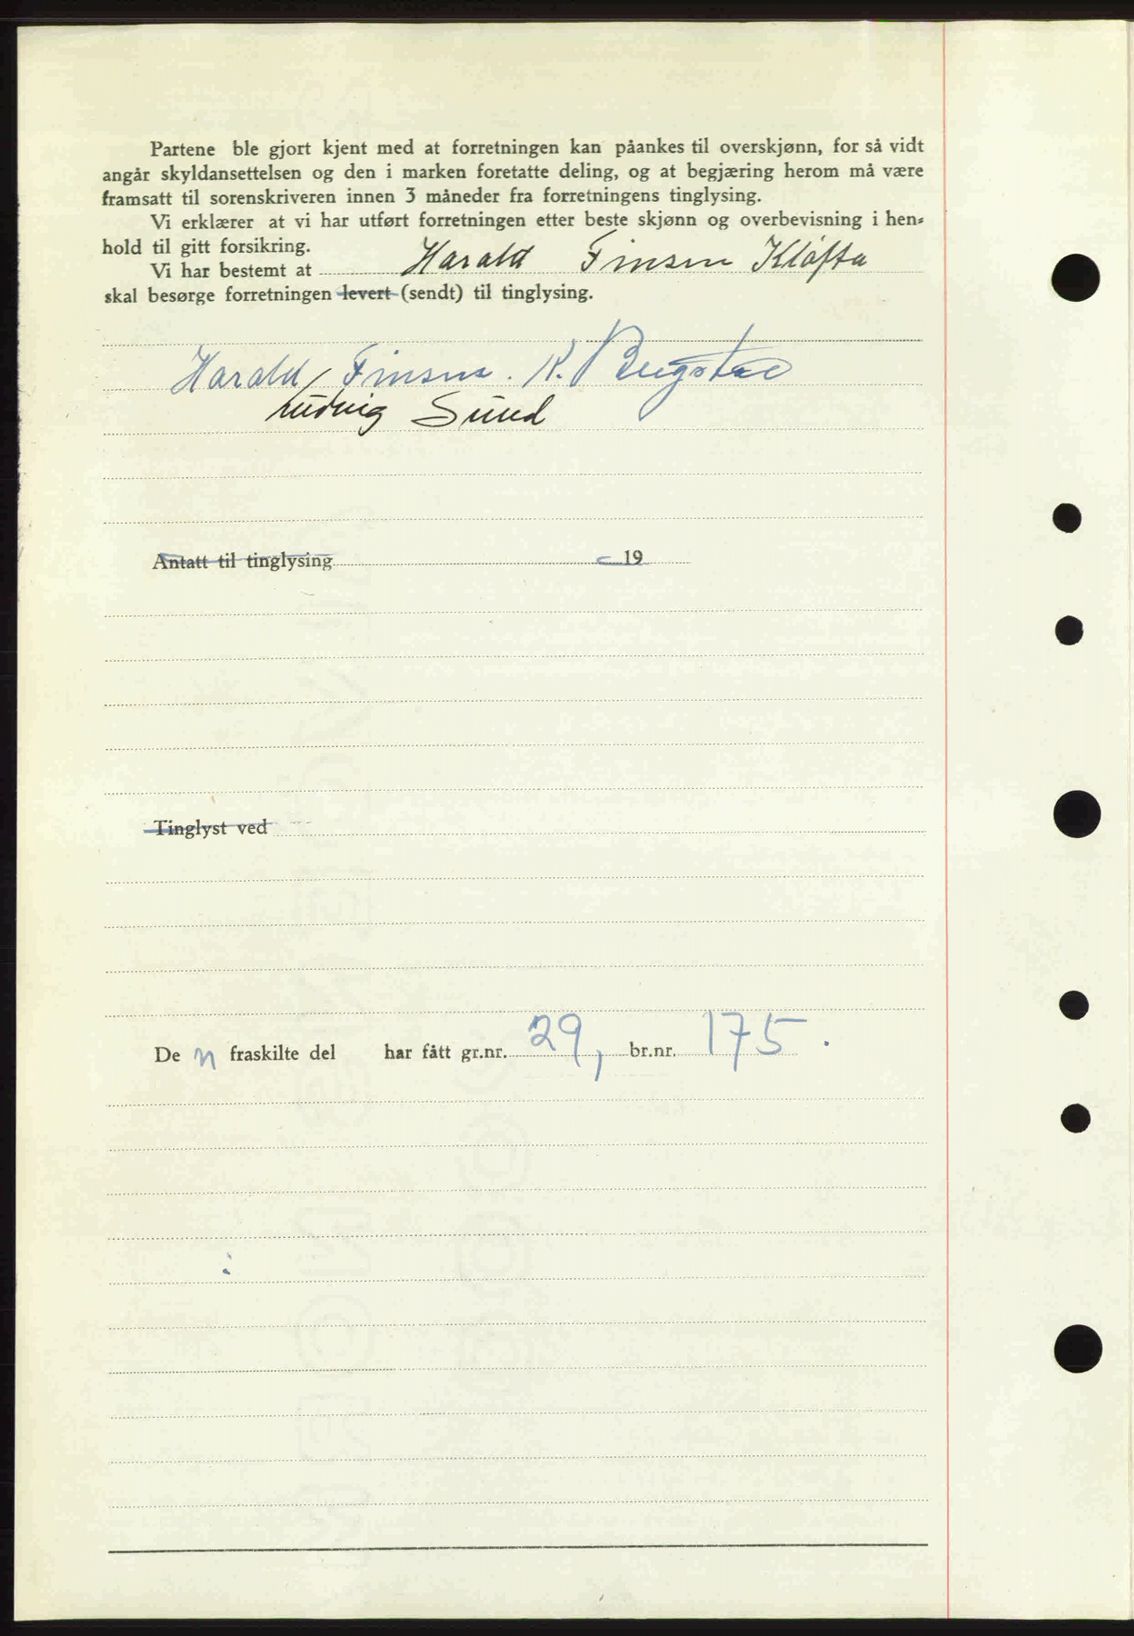 Partene ble gjort kjent med at forretningen kan påankes til overskjønn, for så vidt
angår skyldansettelsen og den i marken foretatte deling, og at begjæring herom må være
framsatt til sorenskriveren innen 3 måneder fra forretningens tinglysing.
Vi erklærer at vi har utført forretningen etter beste skjønn og overbevisning i hen-
hold til gitt forsikring.
Vi har bestemt at Harald Finsen Kløfta
skal besørge forretningen levert (sendt) til tinglysing.
Harald Finsen. K. Bugstad
Ludvig Sund
Antatt til tinglysing 19
Tinglyst ved
De n fraskilte del har fått gr.nr. 29, br.nr. 175.